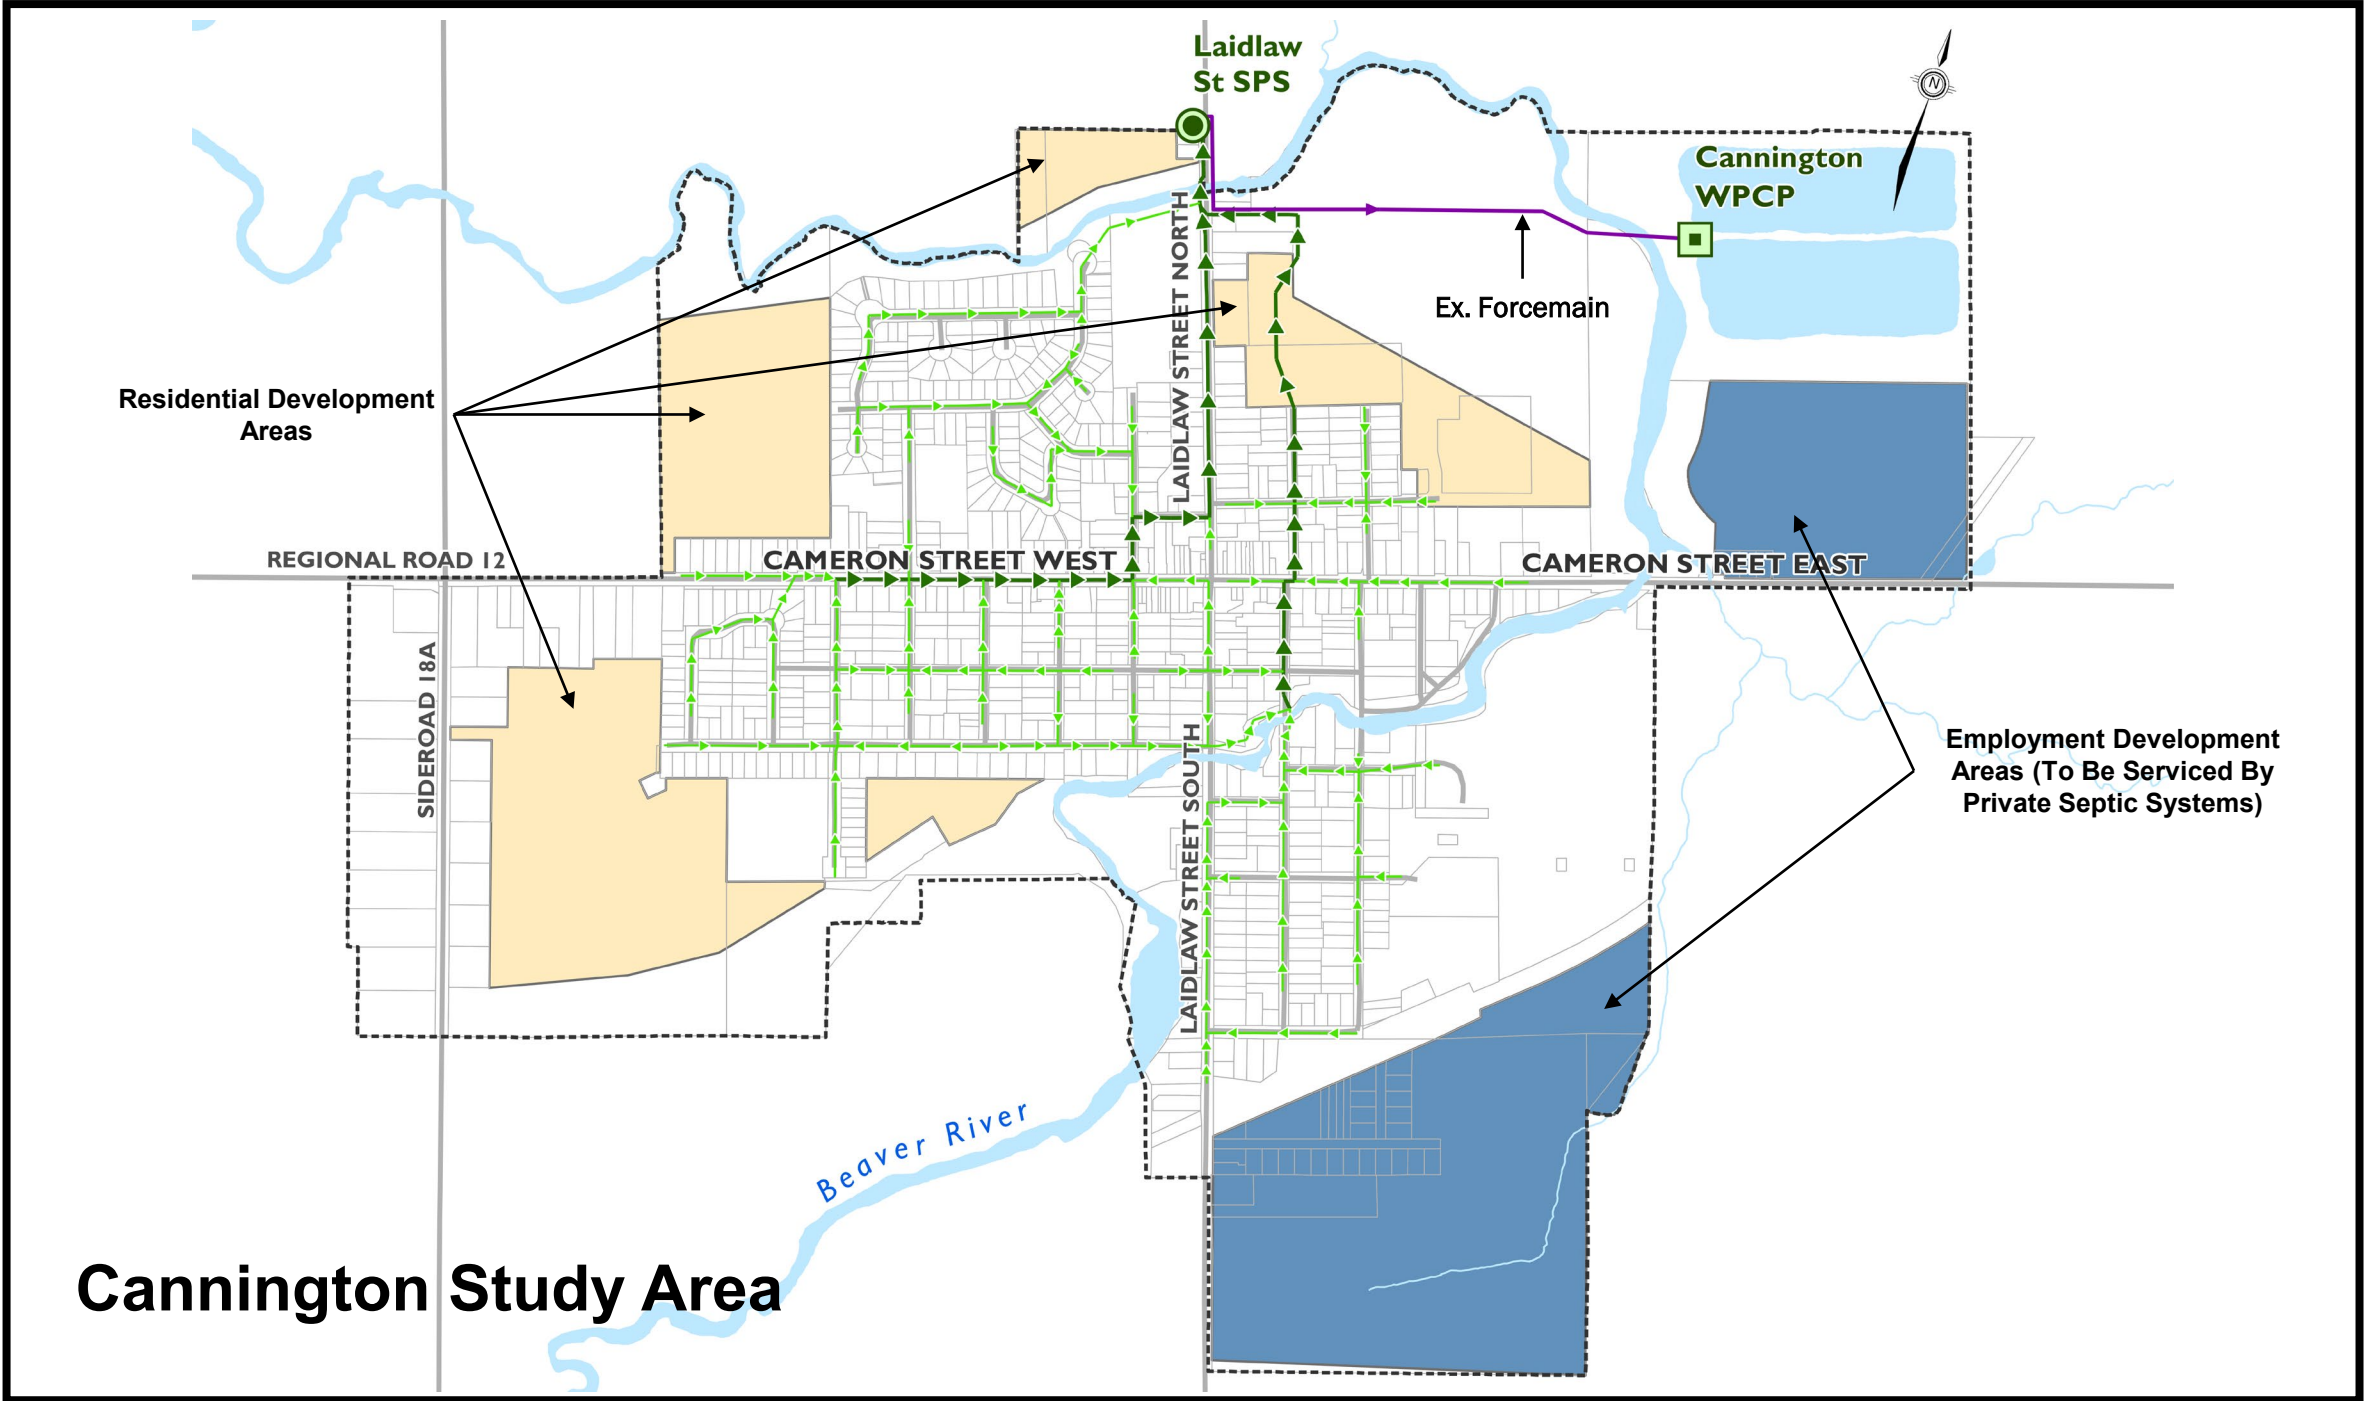 Laidlaw
St SPS
N
Cannington
WPCP
LAIDLAW STREET NORTH
Ex. Forcemain
Residential Development
Areas
REGIONAL ROAD 12
CAMERON STREET WEST
CAMERON STREET EAST
SIDEROAD 18A
LAIDLAW STREET SOUTH
Employment Development
Areas (To Be Serviced By
Private Septic Systems)
Beaver River
Cannington Study Area